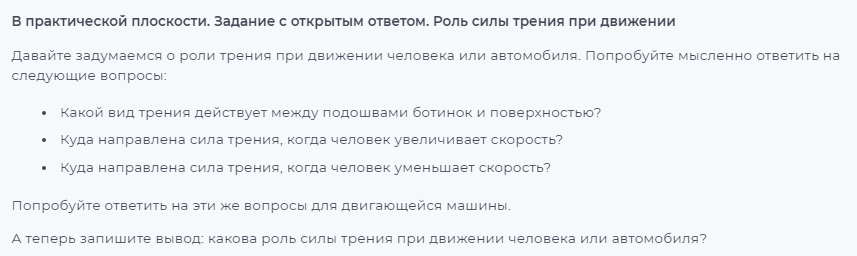 В практической плоскости. Задание с открытым ответом. Роль силы трения при движении
Давайте задумаемся о роли трения при движении человека или автомобиля. Попробуйте мысленно ответить на
следующие вопросы:
• Какой вид трения действует между подошвами ботинок и поверхностью?
• Куда направлена сила трения, когда человек увеличивает скорость?
• Куда направлена сила трения, когда человек уменьшает скорость?
Попробуйте ответить на эти же вопросы для двигающейся машины.
А теперь запишите вывод: какова роль силы трения при движении человека или автомобиля?